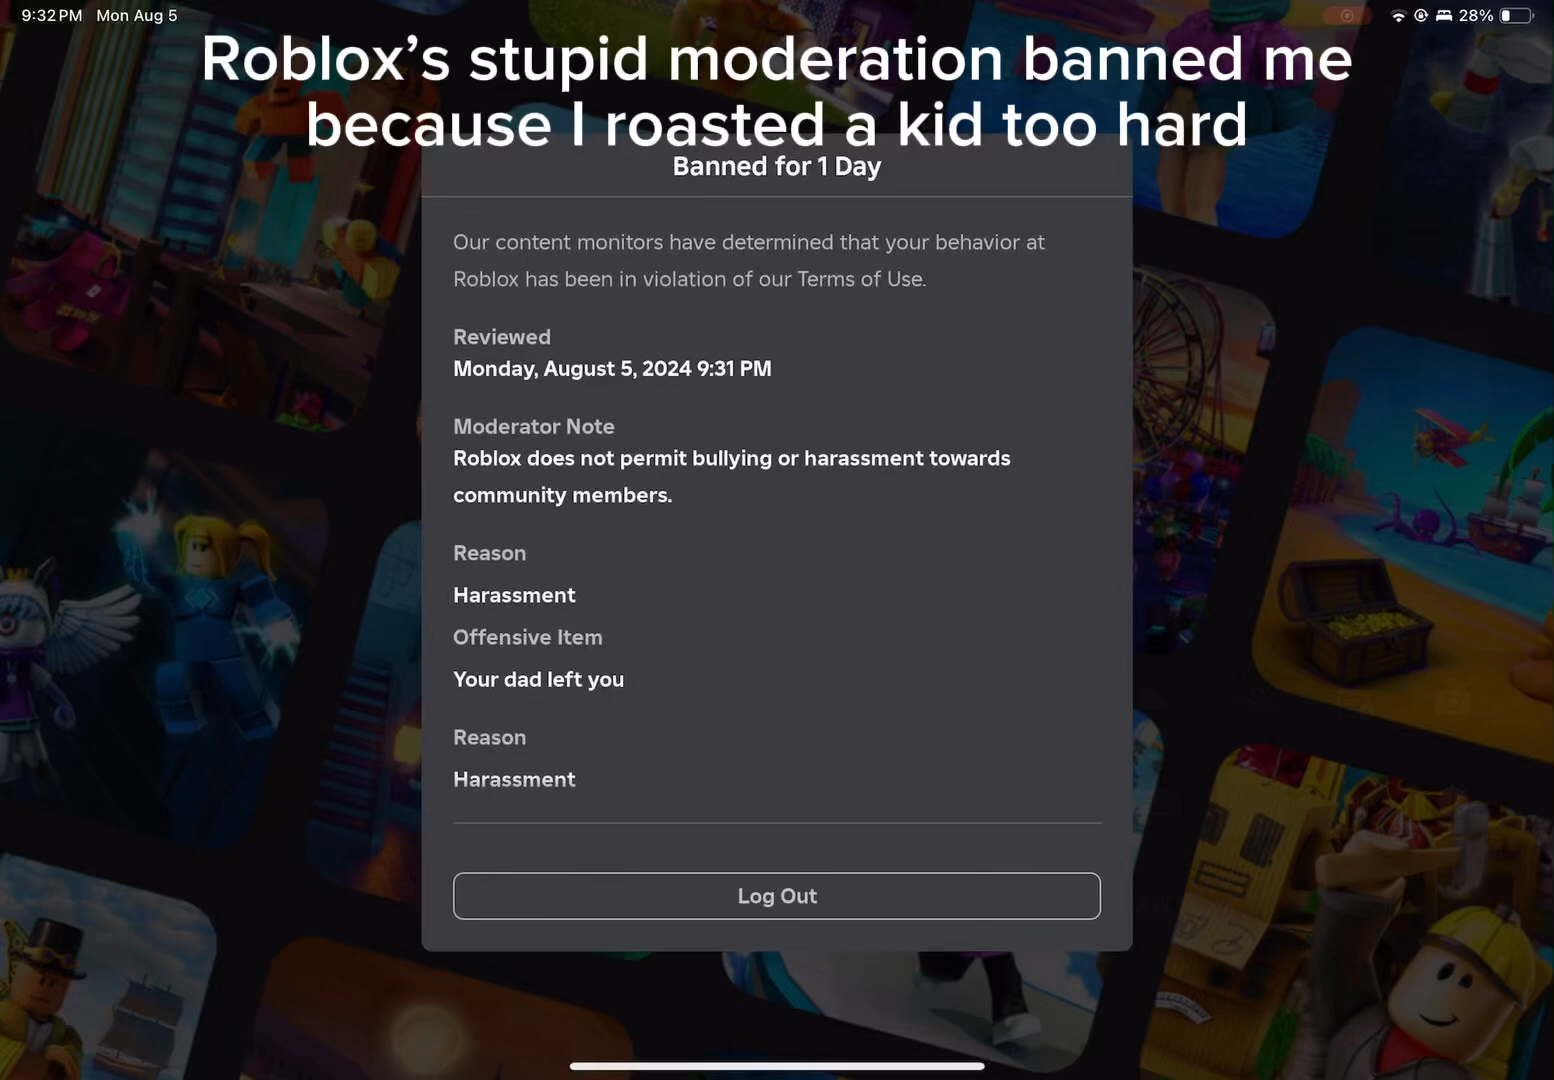 9:32 PM Mon Aug 5
28%
Roblox’s stupid moderation banned me
because I roasted a kid too hard
Banned for 1 Day
Our content monitors have determined that your behavior at
Roblox has been in violation of our Terms of Use.
Reviewed
Monday, August 5, 2024 9:31 PM
Moderator Note
Roblox does not permit bullying or harassment towards
community members.
Reason
Harassment
Offensive Item
Your dad left you
Reason
Harassment
Log Out